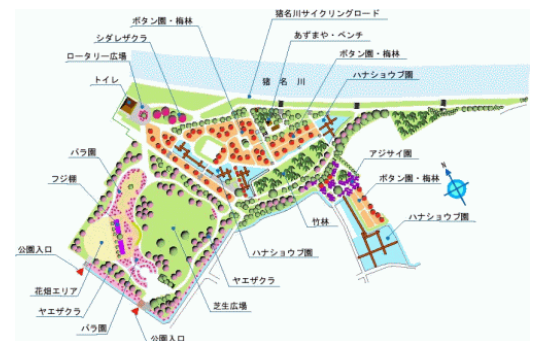 猪名川サイクリングロード
ボタン園・梅林
あずまや・ベンチ
シダレザクラ
ボタン園・梅林
ロータリー広場
ハナショウブ園
トイレ
猪名川
バラ園
アジサイ園
フジ棚
ボタン園・梅林
竹林
ハナショウブ園
公園入口
ハナショウブ園
花畑エリア
ヤエザクラ
ヤエザクラ
芝生広場
バラ園
公園入口